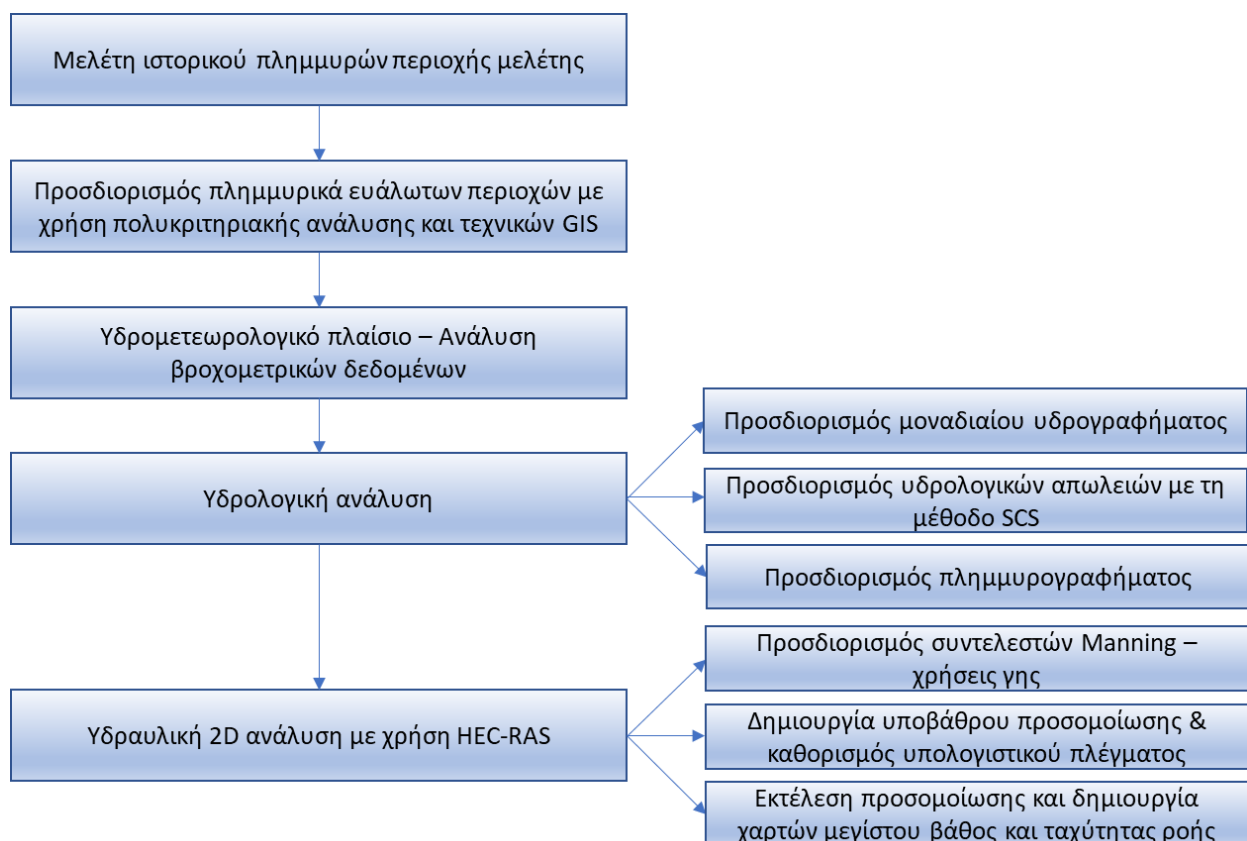 Μελέτη ιστορικού πλημμυρών περιοχής μελέτης
Προσδιορισμός πλημμυρικά ευάλωτων περιοχών με
χρήση πολυκριτηριακής ανάλυσης και τεχνικών GIS
Υδρομετεωρολογικό πλαίσιο – Ανάλυση
βροχομετρικών δεδομένων
Υδρολογική ανάλυση
Προσδιορισμός μοναδιαίου υδρογραφήματος
Προσδιορισμός υδρολογικών απωλειών με τη
μέθοδο SCS
Προσδιορισμός πλημμυρογραφήματος
Υδραυλική 2D ανάλυση με χρήση HEC-RAS
Προσδιορισμός συντελεστών Manning –
χρήσεις γης
Δημιουργία υποβάθρου προσομοίωσης &
καθορισμός υπολογιστικού πλέγματος
Εκτέλεση προσομοίωσης και δημιουργία
χαρτών μεγίστου βάθος και ταχύτητας ροής